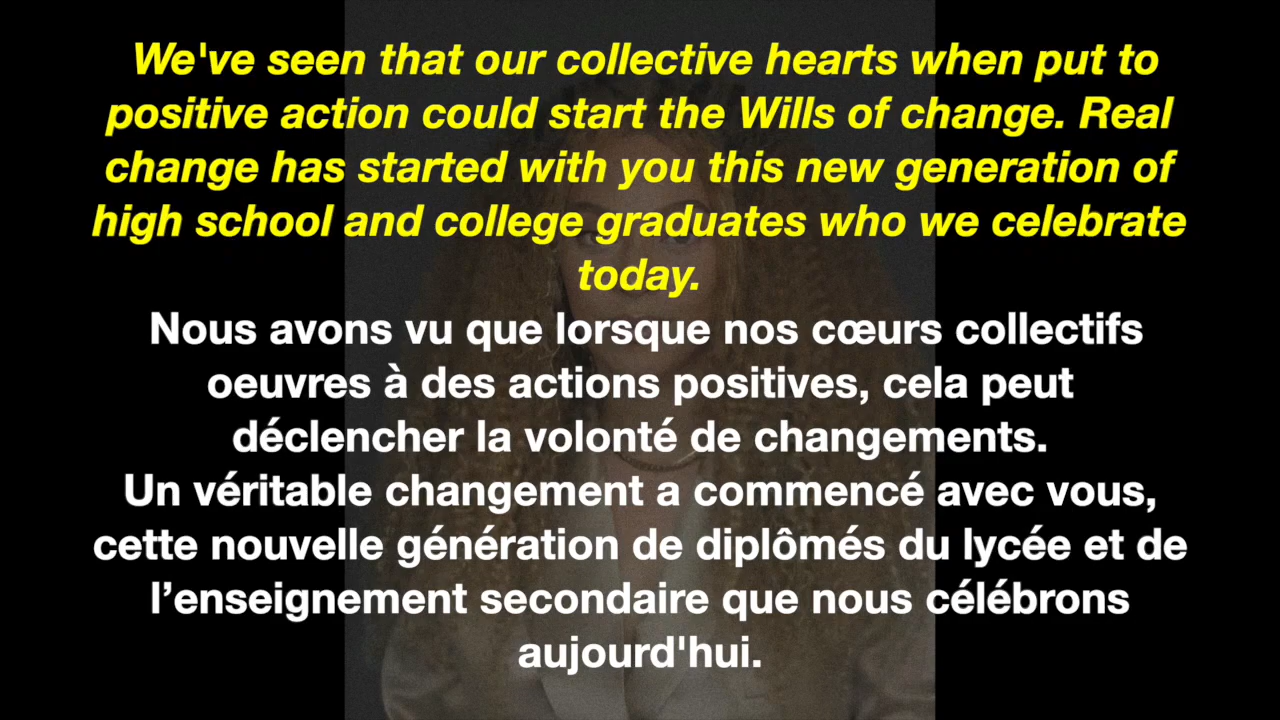 We've seen that our collective hearts when put to
positive action could start the Wills of change. Real
change has started with you this new generation of
high school and college graduates who we celebrate
today.
Nous avons vu que lorsque nos cœurs collectifs
oeuvres à des actions positives, cela peut
déclencher la volonté de changements.
Un véritable changement a commencé avec vous,
cette nouvelle génération de diplômés du lycée et de
l’enseignement secondaire que nous célébrons
aujourd'hui.